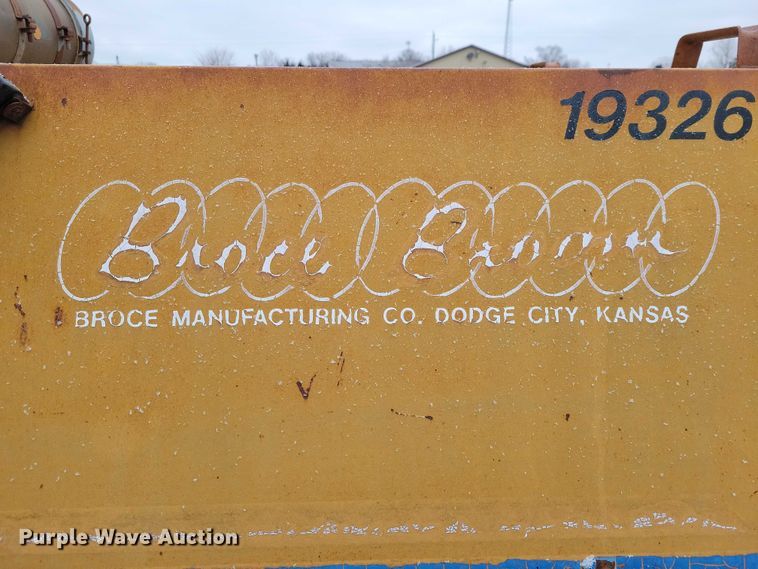 19326
Broce Broom
BROCE MANUFACTURING CO. DODGE CITY, KANSAS
Purple Wave Auction